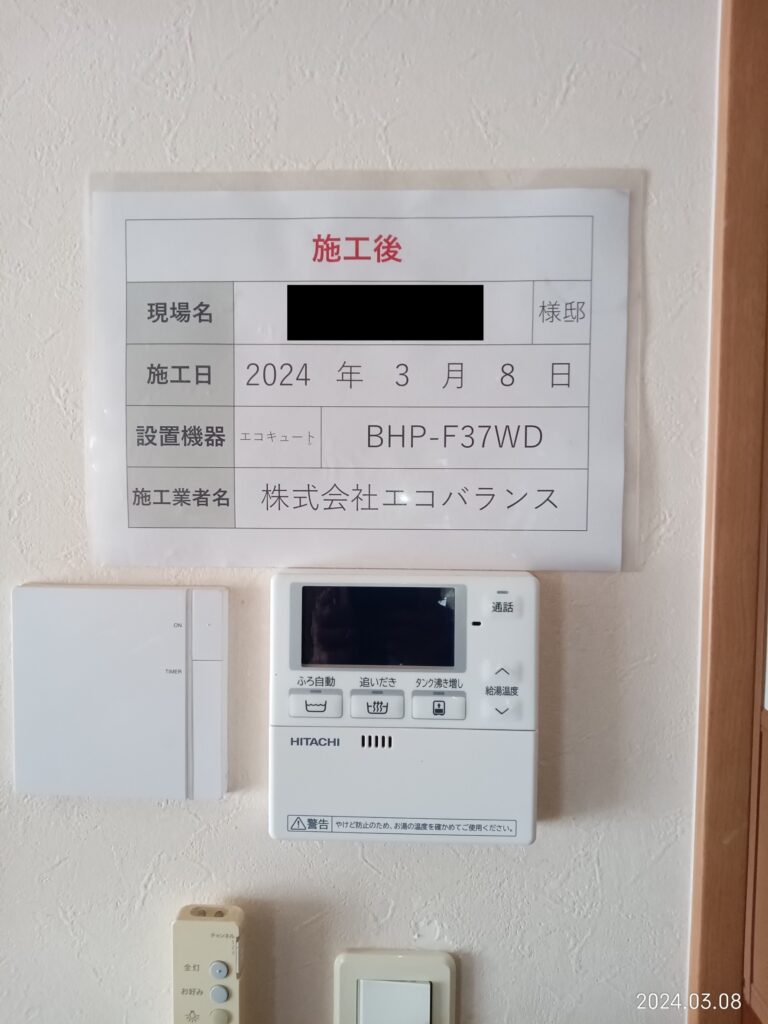 施工後
現場名 様邸
施工日 2024 年 3 月 8 日
設置機器 エコキュート BHP-F37WD
施工業者名 株式会社エコバランス
ON
TIMER
通話
ふろ自動 追いだき タンク沸き増し
給湯温度
HITACHI
警告 やけど防止のため、お湯の温度を確かめてご使用ください。
チャンネル
全灯
お好み
2024.03.08